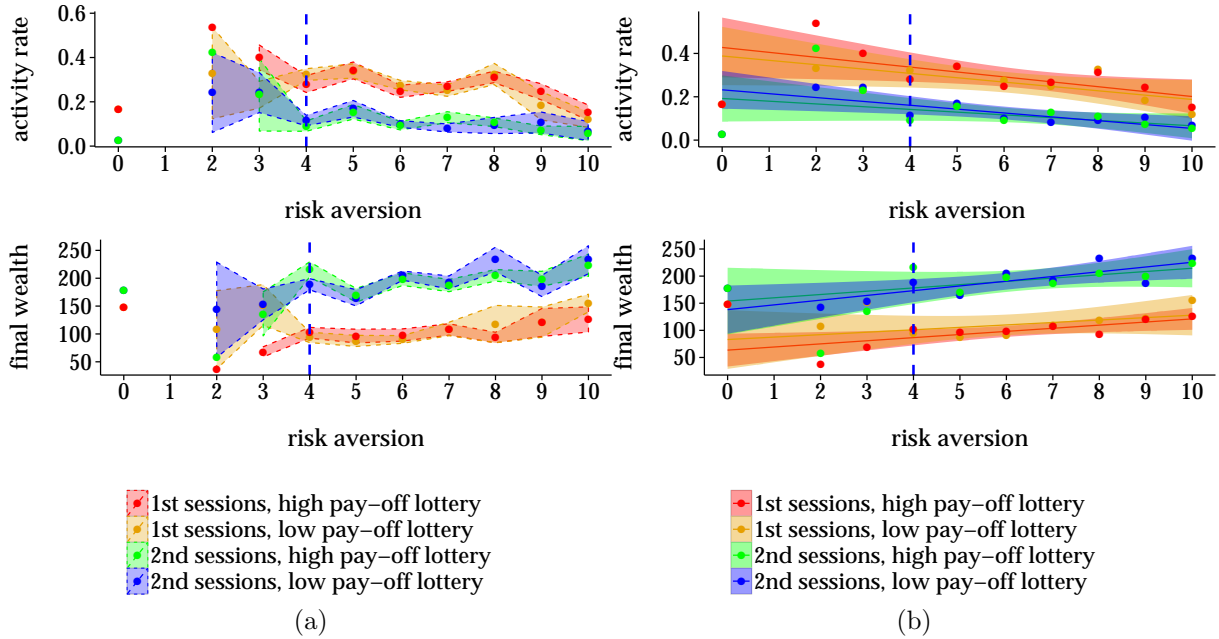 activity rate
0.6
0.4
0.2
0.0
0 1 2 3 4 5 6 7 8 9 10
risk aversion
final wealth
250
200
150
100
50
0 1 2 3 4 5 6 7 8 9 10
risk aversion
1st sessions, high pay−off lottery
1st sessions, low pay−off lottery
2nd sessions, high pay−off lottery
2nd sessions, low pay−off lottery
(a)
activity rate
0.4
0.2
0.0
0 1 2 3 4 5 6 7 8 9 10
risk aversion
final wealth
250
200
150
100
50
0 1 2 3 4 5 6 7 8 9 10
risk aversion
1st sessions, high pay−off lottery
1st sessions, low pay−off lottery
2nd sessions, high pay−off lottery
2nd sessions, low pay−off lottery
(b)